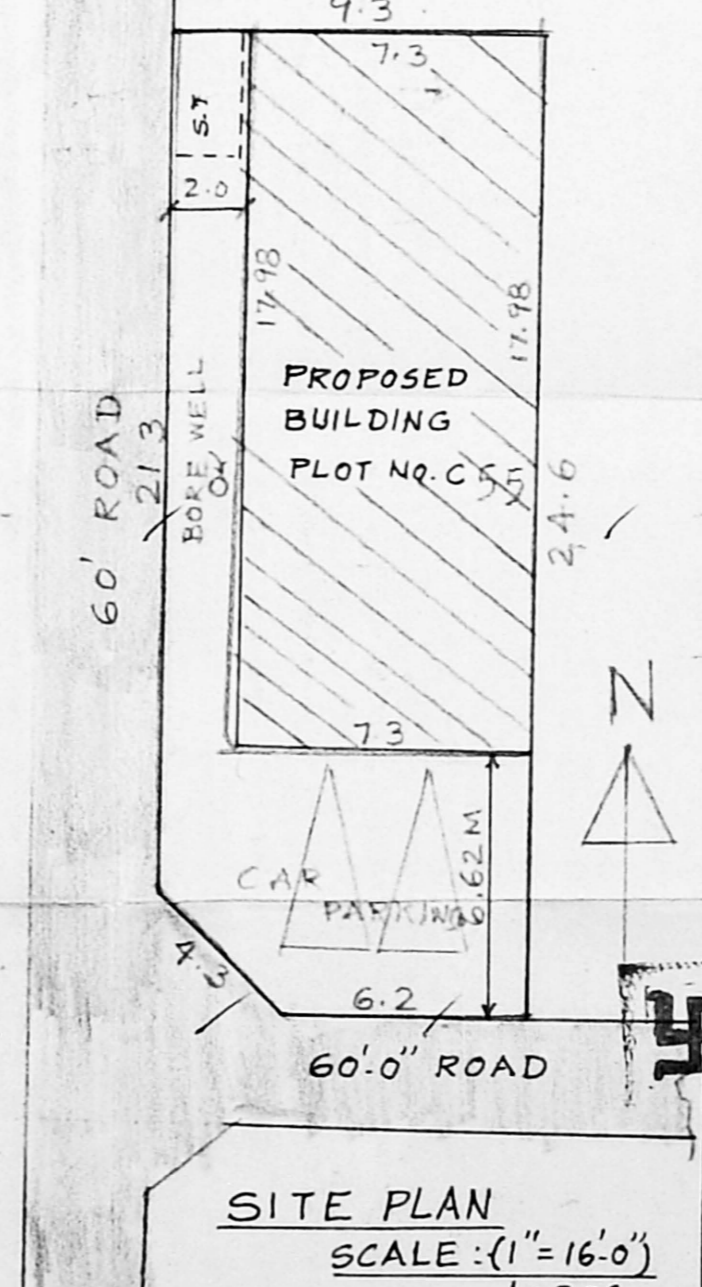 9.3
7.3
S.T
2.0
17.98
17.98
PROPOSED
BUILDING
PLOT NO. C 55
60' ROAD
21 3
BORE WELL
24.6
N
7.3
CAR
PARKING
6.62 M
4.3
6.2
60'-0" ROAD
SITE PLAN
SCALE :(1"= 16'-0")